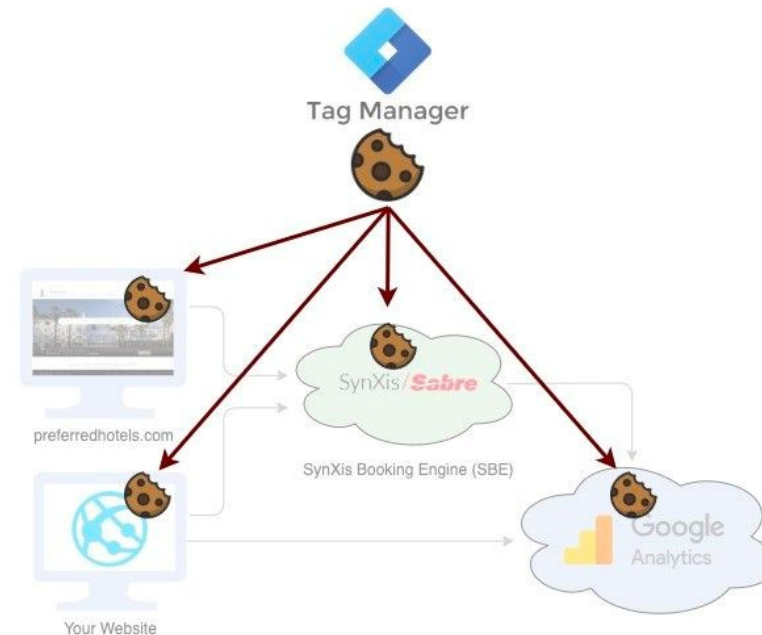 Tag Manager
SynXis/Sabre
preferredhotels.com
SynXis Booking Engine (SBE)
Google
Analytics
Your Website